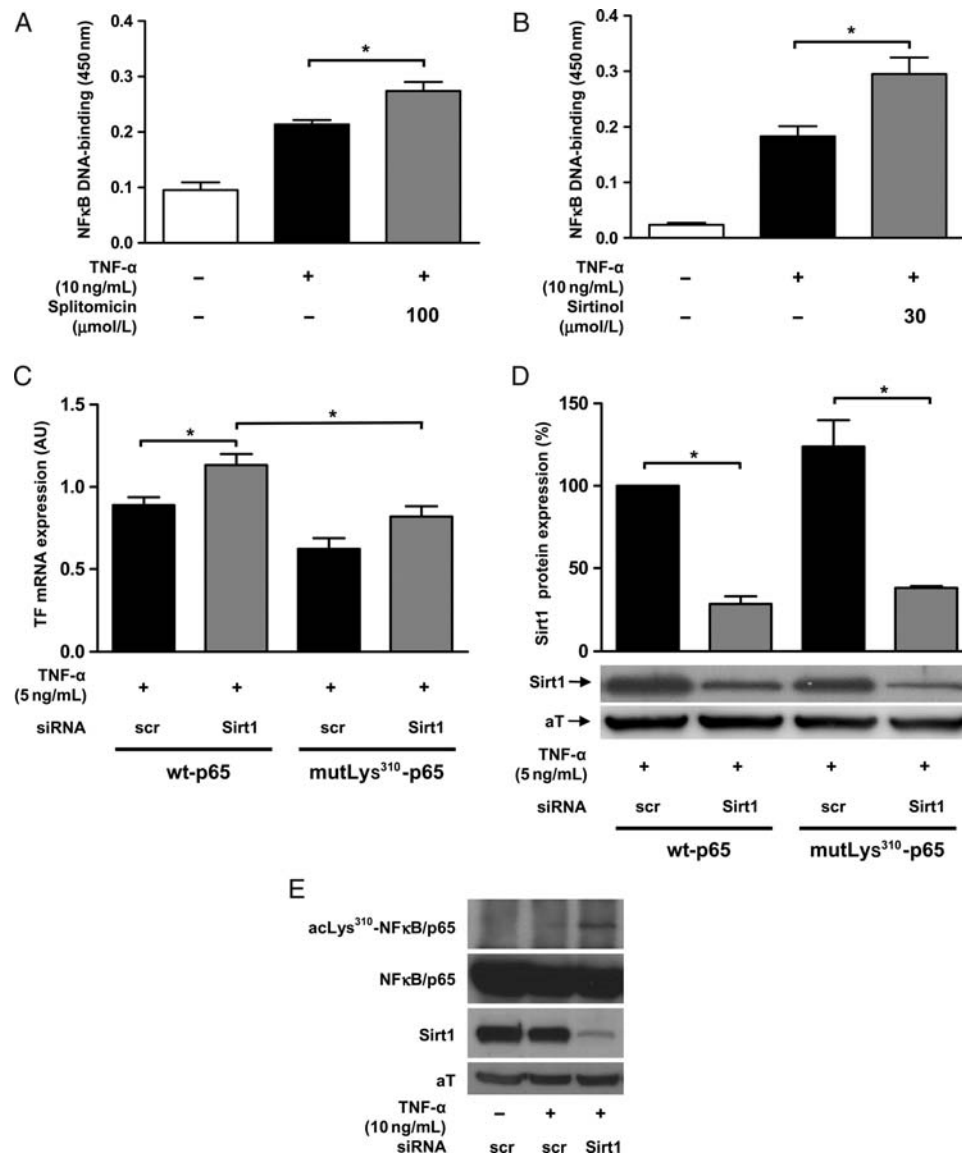 A
NFκB DNA-binding (450 nm)
0.4
0.3
0.2
0.1
0.0
*
TNF-α
(10 ng/mL)
– + +
Splitomicin
(μmol/L)
– – 100
B
NFκB DNA-binding (450 nm)
0.4
0.3
0.2
0.1
0.0
*
TNF-α
(10 ng/mL)
– + +
Sirtinol
(μmol/L)
– – 30
C
TF mRNA expression (AU)
1.5
1.0
0.5
0.0
*
*
TNF-α
(5 ng/mL)
+ + + +
siRNA scr Sirt1 scr Sirt1
wt-p65 mutLys³¹⁰-p65
D
Sirt1 protein expression (%)
150
100
50
0
*
*
Sirt1
aT
TNF-α
(5 ng/mL)
+ + + +
siRNA scr Sirt1 scr Sirt1
wt-p65 mutLys³¹⁰-p65
E
acLys³¹⁰-NFκB/p65
NFκB/p65
Sirt1
aT
TNF-α
(10 ng/mL)
– + +
siRNA scr scr Sirt1